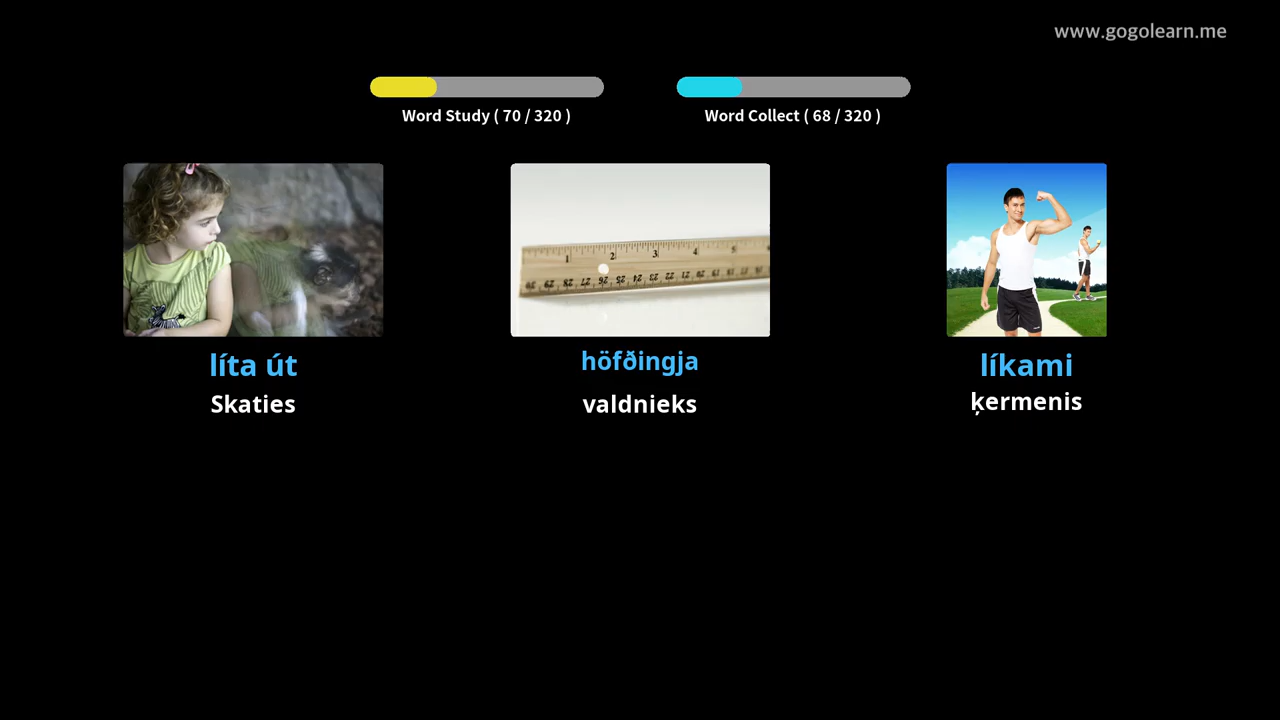 www.gogolearn.me
Word Study ( 70 / 320 )
Word Collect ( 68 / 320 )
líta út
höfðingja
líkami
Skaties
valdnieks
ķermenis